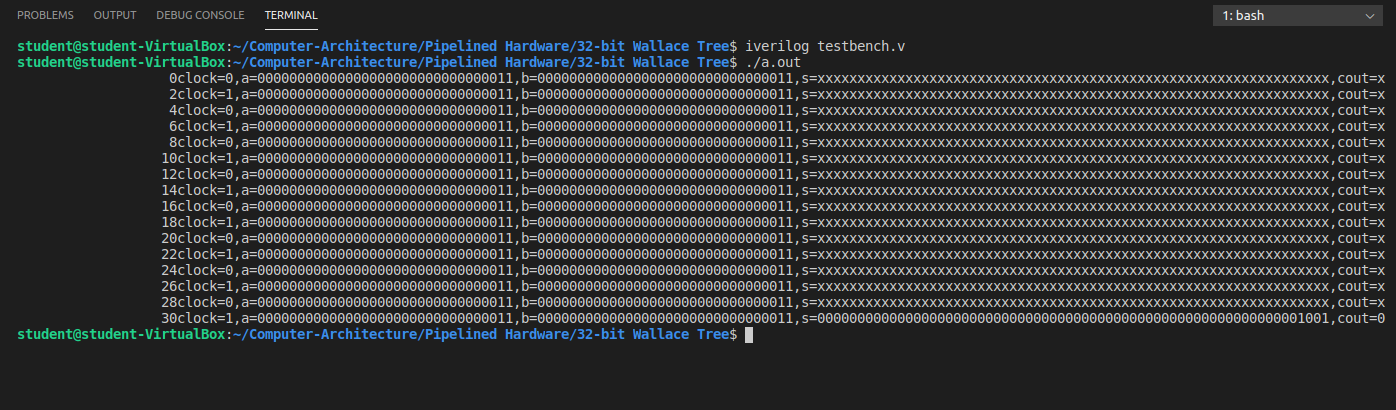 PROBLEMS OUTPUT DEBUG CONSOLE TERMINAL 1: bash
student@student-VirtualBox:~/Computer-Architecture/Pipelined Hardware/32-bit Wallace Tree$ iverilog testbench.v
student@student-VirtualBox:~/Computer-Architecture/Pipelined Hardware/32-bit Wallace Tree$ ./a.out
0clock=0,a=00000000000000000000000000000011,b=00000000000000000000000000000011,s=xxxxxxxxxxxxxxxxxxxxxxxxxxxxxxxxxxxxxxxxxxxxxxxxxxxxxxxxxxxxxxxx,cout=x
2clock=1,a=00000000000000000000000000000011,b=00000000000000000000000000000011,s=xxxxxxxxxxxxxxxxxxxxxxxxxxxxxxxxxxxxxxxxxxxxxxxxxxxxxxxxxxxxxxxx,cout=x
4clock=0,a=00000000000000000000000000000011,b=00000000000000000000000000000011,s=xxxxxxxxxxxxxxxxxxxxxxxxxxxxxxxxxxxxxxxxxxxxxxxxxxxxxxxxxxxxxxxx,cout=x
6clock=1,a=00000000000000000000000000000011,b=00000000000000000000000000000011,s=xxxxxxxxxxxxxxxxxxxxxxxxxxxxxxxxxxxxxxxxxxxxxxxxxxxxxxxxxxxxxxxx,cout=x
8clock=0,a=00000000000000000000000000000011,b=00000000000000000000000000000011,s=xxxxxxxxxxxxxxxxxxxxxxxxxxxxxxxxxxxxxxxxxxxxxxxxxxxxxxxxxxxxxxxx,cout=x
10clock=1,a=00000000000000000000000000000011,b=00000000000000000000000000000011,s=xxxxxxxxxxxxxxxxxxxxxxxxxxxxxxxxxxxxxxxxxxxxxxxxxxxxxxxxxxxxxxxx,cout=x
12clock=0,a=00000000000000000000000000000011,b=00000000000000000000000000000011,s=xxxxxxxxxxxxxxxxxxxxxxxxxxxxxxxxxxxxxxxxxxxxxxxxxxxxxxxxxxxxxxxx,cout=x
14clock=1,a=00000000000000000000000000000011,b=00000000000000000000000000000011,s=xxxxxxxxxxxxxxxxxxxxxxxxxxxxxxxxxxxxxxxxxxxxxxxxxxxxxxxxxxxxxxxx,cout=x
16clock=0,a=00000000000000000000000000000011,b=00000000000000000000000000000011,s=xxxxxxxxxxxxxxxxxxxxxxxxxxxxxxxxxxxxxxxxxxxxxxxxxxxxxxxxxxxxxxxx,cout=x
18clock=1,a=00000000000000000000000000000011,b=00000000000000000000000000000011,s=xxxxxxxxxxxxxxxxxxxxxxxxxxxxxxxxxxxxxxxxxxxxxxxxxxxxxxxxxxxxxxxx,cout=x
20clock=0,a=00000000000000000000000000000011,b=00000000000000000000000000000011,s=xxxxxxxxxxxxxxxxxxxxxxxxxxxxxxxxxxxxxxxxxxxxxxxxxxxxxxxxxxxxxxxx,cout=x
22clock=1,a=00000000000000000000000000000011,b=00000000000000000000000000000011,s=xxxxxxxxxxxxxxxxxxxxxxxxxxxxxxxxxxxxxxxxxxxxxxxxxxxxxxxxxxxxxxxx,cout=x
24clock=0,a=00000000000000000000000000000011,b=00000000000000000000000000000011,s=xxxxxxxxxxxxxxxxxxxxxxxxxxxxxxxxxxxxxxxxxxxxxxxxxxxxxxxxxxxxxxxx,cout=x
26clock=1,a=00000000000000000000000000000011,b=00000000000000000000000000000011,s=xxxxxxxxxxxxxxxxxxxxxxxxxxxxxxxxxxxxxxxxxxxxxxxxxxxxxxxxxxxxxxxx,cout=x
28clock=0,a=00000000000000000000000000000011,b=00000000000000000000000000000011,s=xxxxxxxxxxxxxxxxxxxxxxxxxxxxxxxxxxxxxxxxxxxxxxxxxxxxxxxxxxxxxxxx,cout=x
30clock=1,a=00000000000000000000000000000011,b=00000000000000000000000000000011,s=0000000000000000000000000000000000000000000000000000000000001001,cout=0
student@student-VirtualBox:~/Computer-Architecture/Pipelined Hardware/32-bit Wallace Tree$